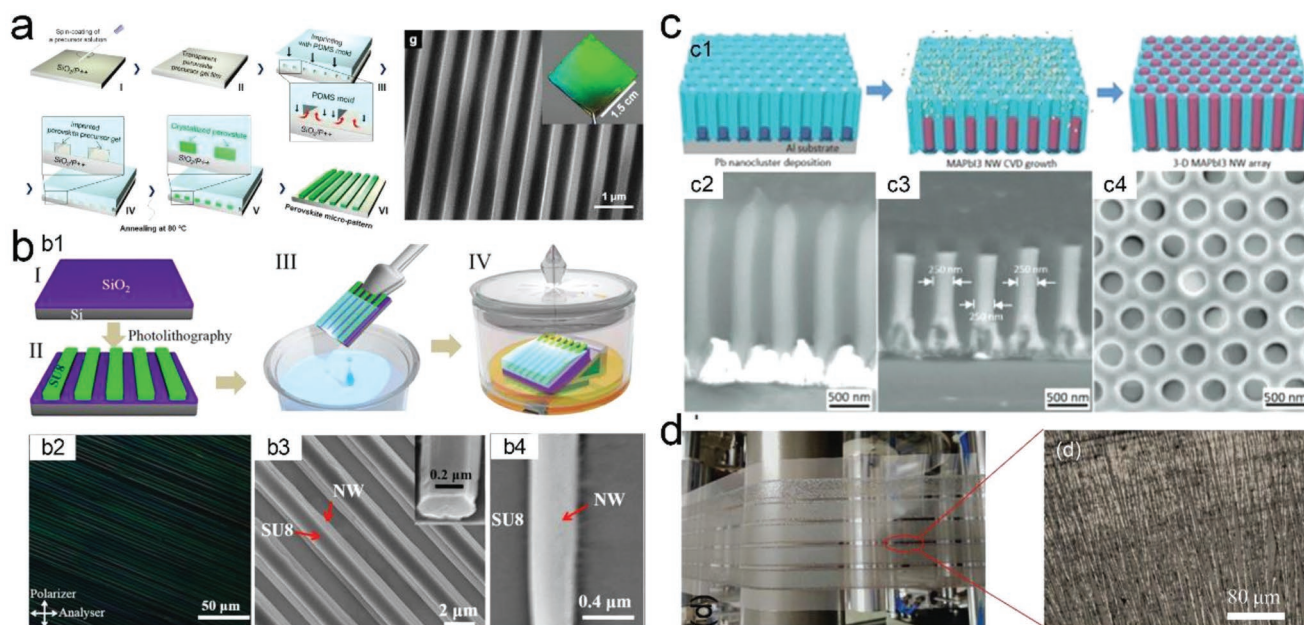 a
Spin-coating of
a precursor solution
SiO₂/P++
I
Transparent
perovskite
precursor gel film
SiO₂/P++
II
Imprinting
with PDMS mold
PDMS mold
SiO₂/P++
III
Imprinted
perovskite precursor gel
SiO₂/P++
IV
Crystallized perovskite
SiO₂/P++
V
Perovskite micro-pattern
VI
Annealing at 80 °C
g
1.5 cm
1 μm
b
b1
I
SiO₂
Si
Photolithography
II
SU8
III
IV
b2
Polarizer
Analyser
50 μm
b3
NW
SU8
0.2 μm
2 μm
b4
SU8
NW
0.4 μm
c
c1
Al substrate
Pb nanocluster deposition
MAPbI3 NW CVD growth
3-D MAPbI3 NW array
c2
500 nm
c3
250 nm
250 nm
250 nm
500 nm
c4
500 nm
d
(d)
80 μm